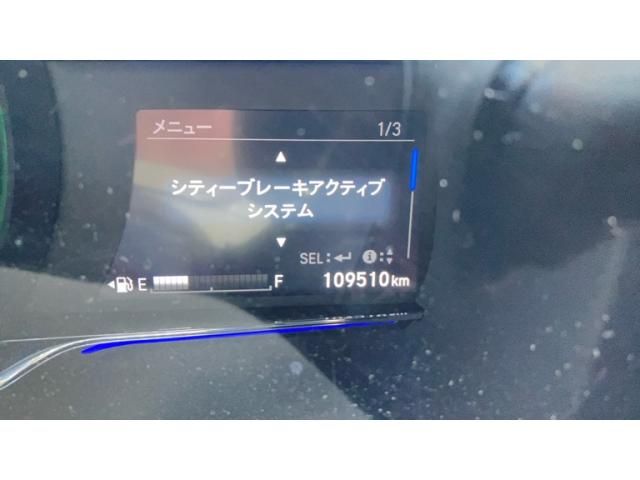 メニュー 1/3
シティーブレーキアクティブ
システム
SEL:
E F 109510km